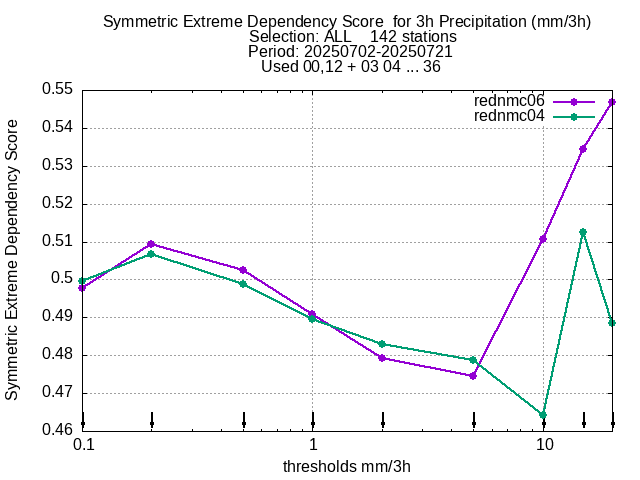 Symmetric Extreme Dependency Score  for 3h Precipitation (mm/3h)
Selection: ALL    142 stations
Period: 20250702-20250721
Used 00,12 + 03 04 ... 36
rednmc06
rednmc04
0.55
0.54
0.53
0.52
0.51
0.5
0.49
0.48
0.47
0.46
Symmetric Extreme Dependency Score
0.1
1
10
thresholds mm/3h